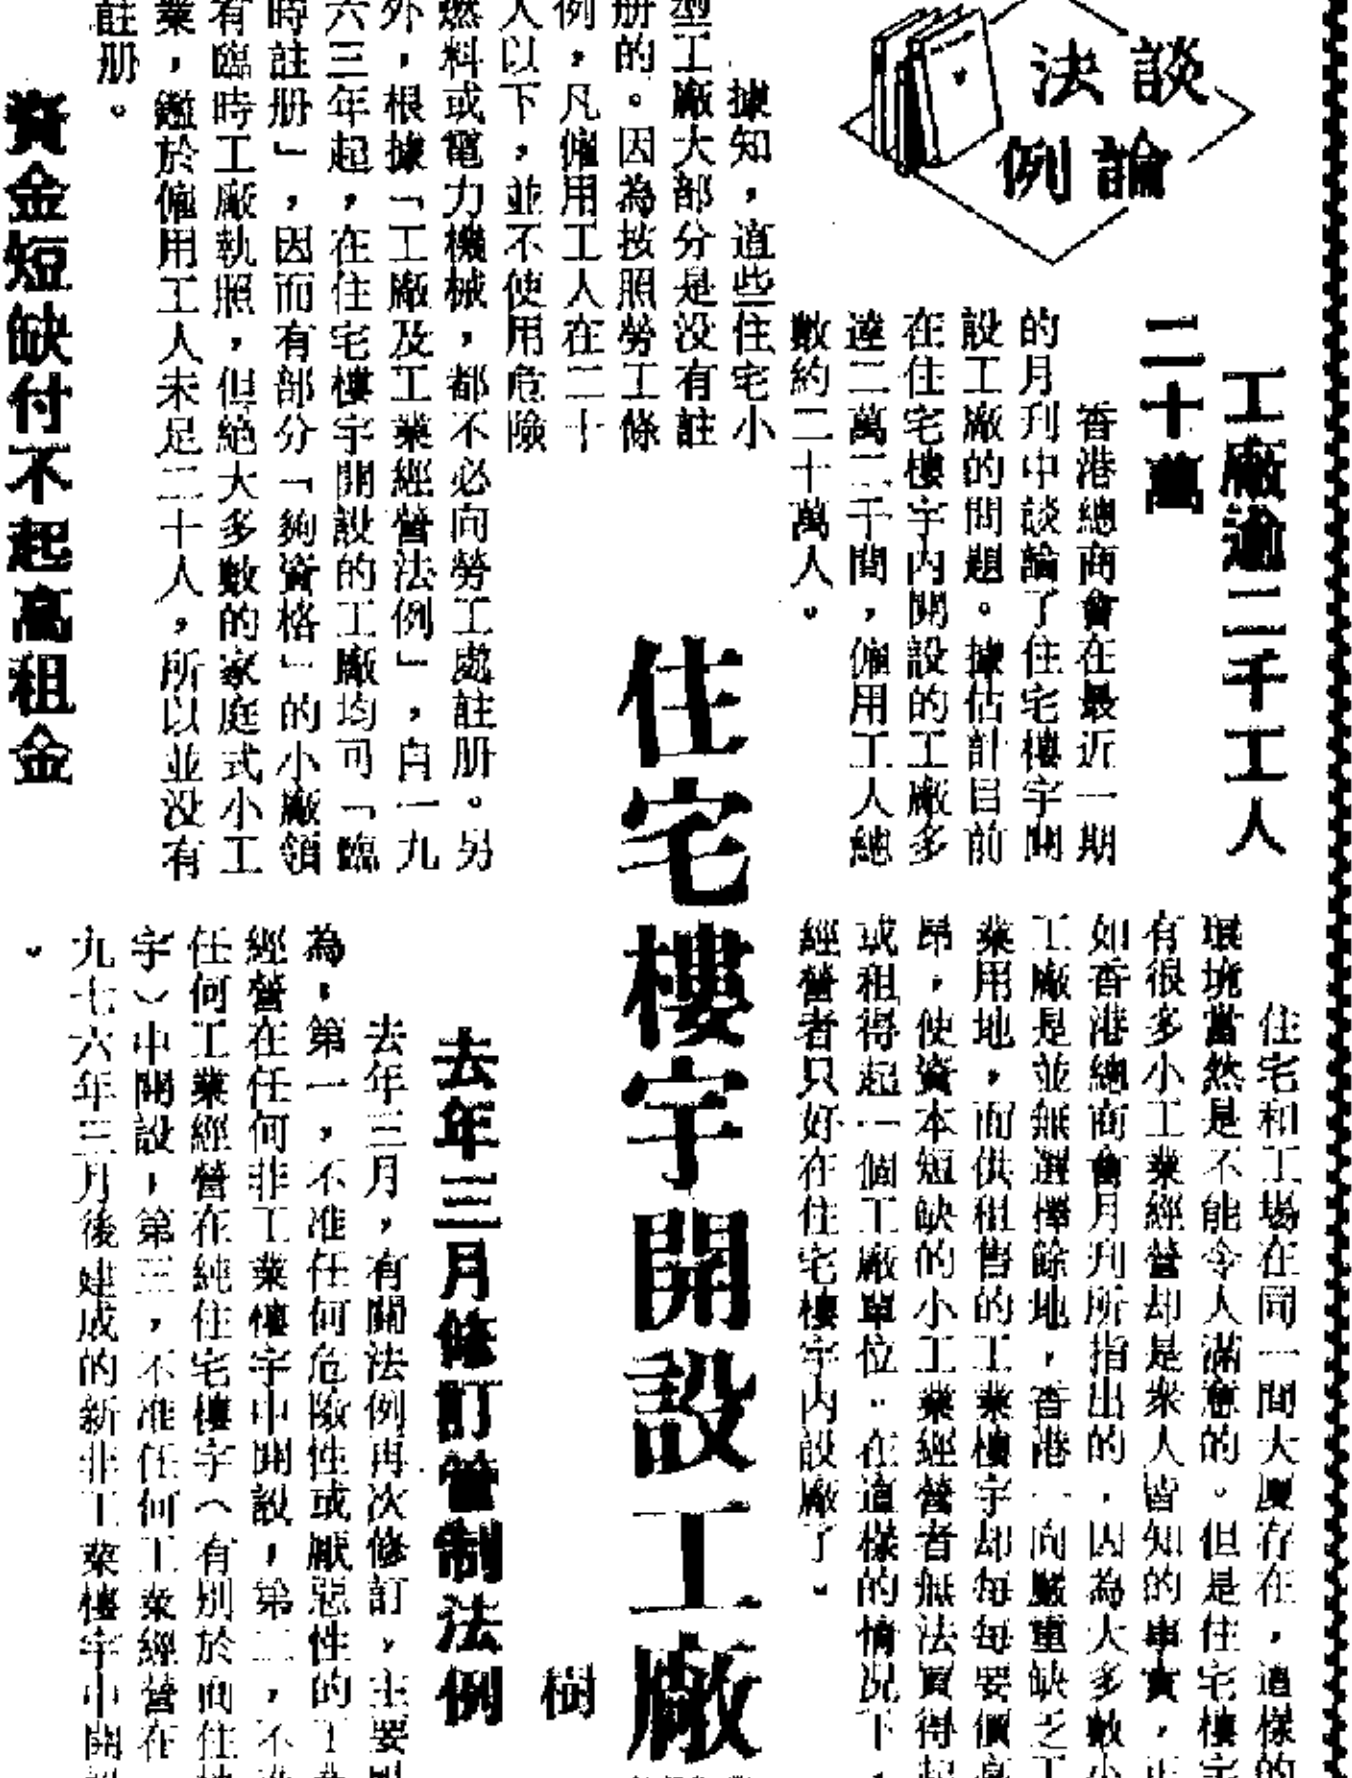 談論
法例
工廠逾二千工人
二十萬
香港總商會在最近一期
的月刊中談論了住宅樓宇開
設工廠的問題。據估計目前
在住宅樓宇內開設的工廠多
達二萬二千間，僱用工人總
數約二十萬人。
據知，這些住宅小
型工廠大部分是没有註
册的。因為按照勞工條
例，凡僱用工人在二十
人以下，並不使用危險
燃料或電力機械，都不必向勞工處註册。另
外，根據「工廠及工業經營法例」，自一九
六三年起，在住宅樓宇開設的工廠均可「臨
時註册」，因而有部分「夠資格」的小廠領
有臨時工廠執照，但絶大多數的家庭式小工
業，鑑於僱用工人未足二十人，所以並没有
註册。
住宅樓宇開設工廠
樹
資金短缺付不起高租金
住宅和工場在同一間大厦存在，這樣的
環境當然是不能令人滿意的。但是住宅樓宇
有很多小工業經營却是衆人皆知的事實，正
如香港總商會月刋所指出的，因為大多數小
工廠是並無選擇餘地，香港一向嚴重缺乏工
業用地，而供租售的工業樓宇却每每要價高
昂，使資本短缺的小工業經營者無法買得起
或租得起一個工廠單位。在這樣的情况下，
經營者只好在住宅樓宇内設廠了。
去年三月修訂管制法例
去年三月，有關法例再次修訂，主要
為：第一，不准任何危險性或厭惡性的工業
經營在任何非工業樓宇中開設，第二，不准
任何工業經營在純住宅樓宇（有別於商住
宇）中開設，第三，不准任何工業經營在
九七六年三月後建成的新非工業樓宇中開設
。